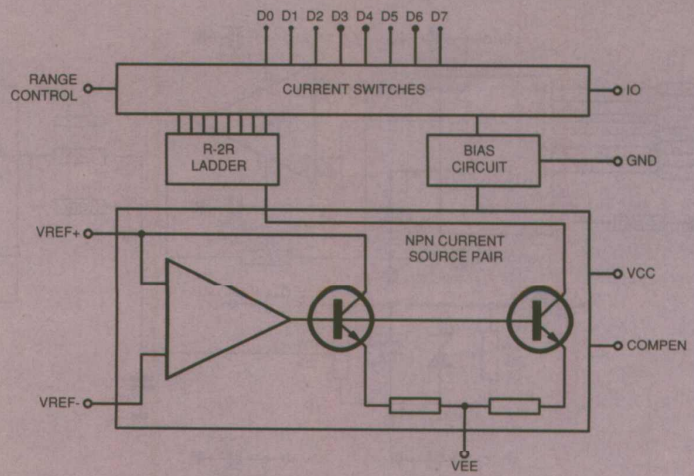 D0 D1 D2 D3 D4 D5 D6 D7
RANGE
CONTROL
CURRENT SWITCHES
IO
R-2R
LADDER
BIAS
CIRCUIT
GND
VREF+
NPN CURRENT
SOURCE PAIR
VCC
COMPEN
VREF-
VEE